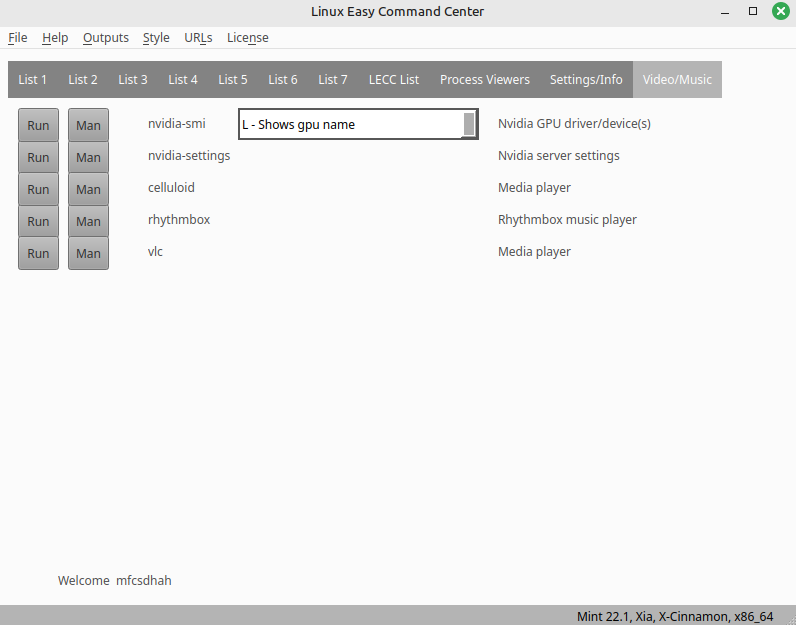 Linux Easy Command Center
File Help Outputs Style URLs License
List 1 List 2 List 3 List 4 List 5 List 6 List 7 LECC List Process Viewers Settings/Info Video/Music
Run Man nvidia-smi L - Shows gpu name Nvidia GPU driver/device(s)
Run Man nvidia-settings Nvidia server settings
Run Man celluloid Media player
Run Man rhythmbox Rhythmbox music player
Run Man vlc Media player
Welcome mfcsdhah
Mint 22.1, Xia, X-Cinnamon, x86_64